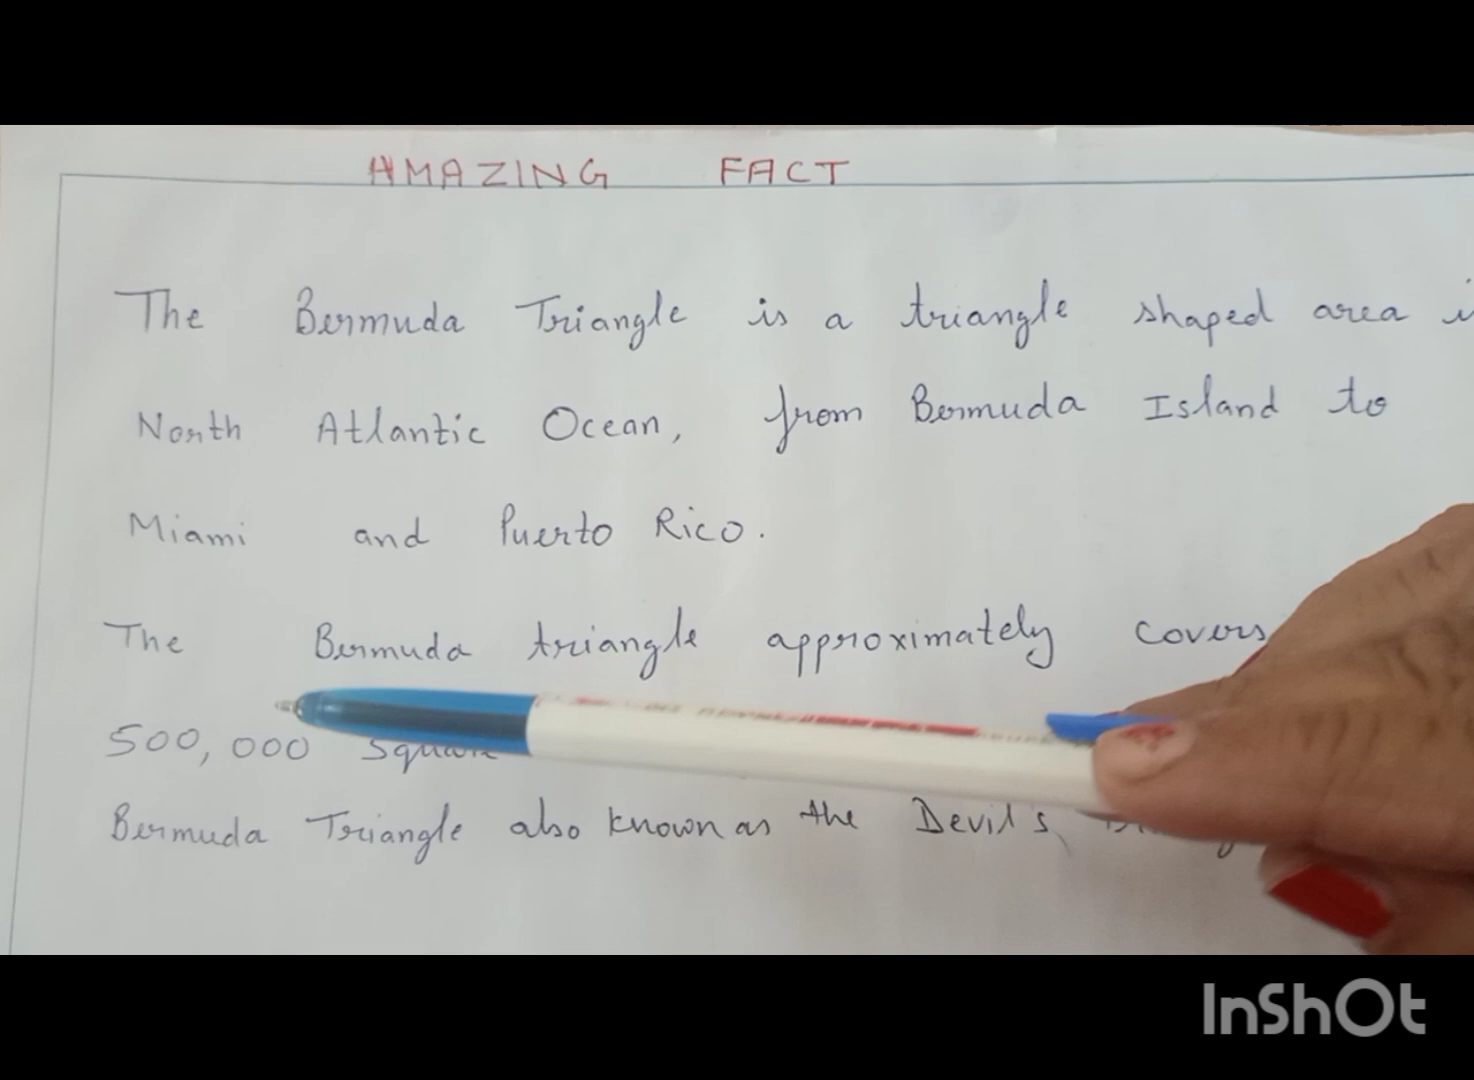 AMAZING FACT
The Bermuda Triangle is a triangle shaped area
North Atlantic Ocean, from Bermuda Island to
Miami and Puerto Rico.
The Bermuda triangle approximately covers
500,000 square
Bermuda Triangle also known as the Devil's
InShOt